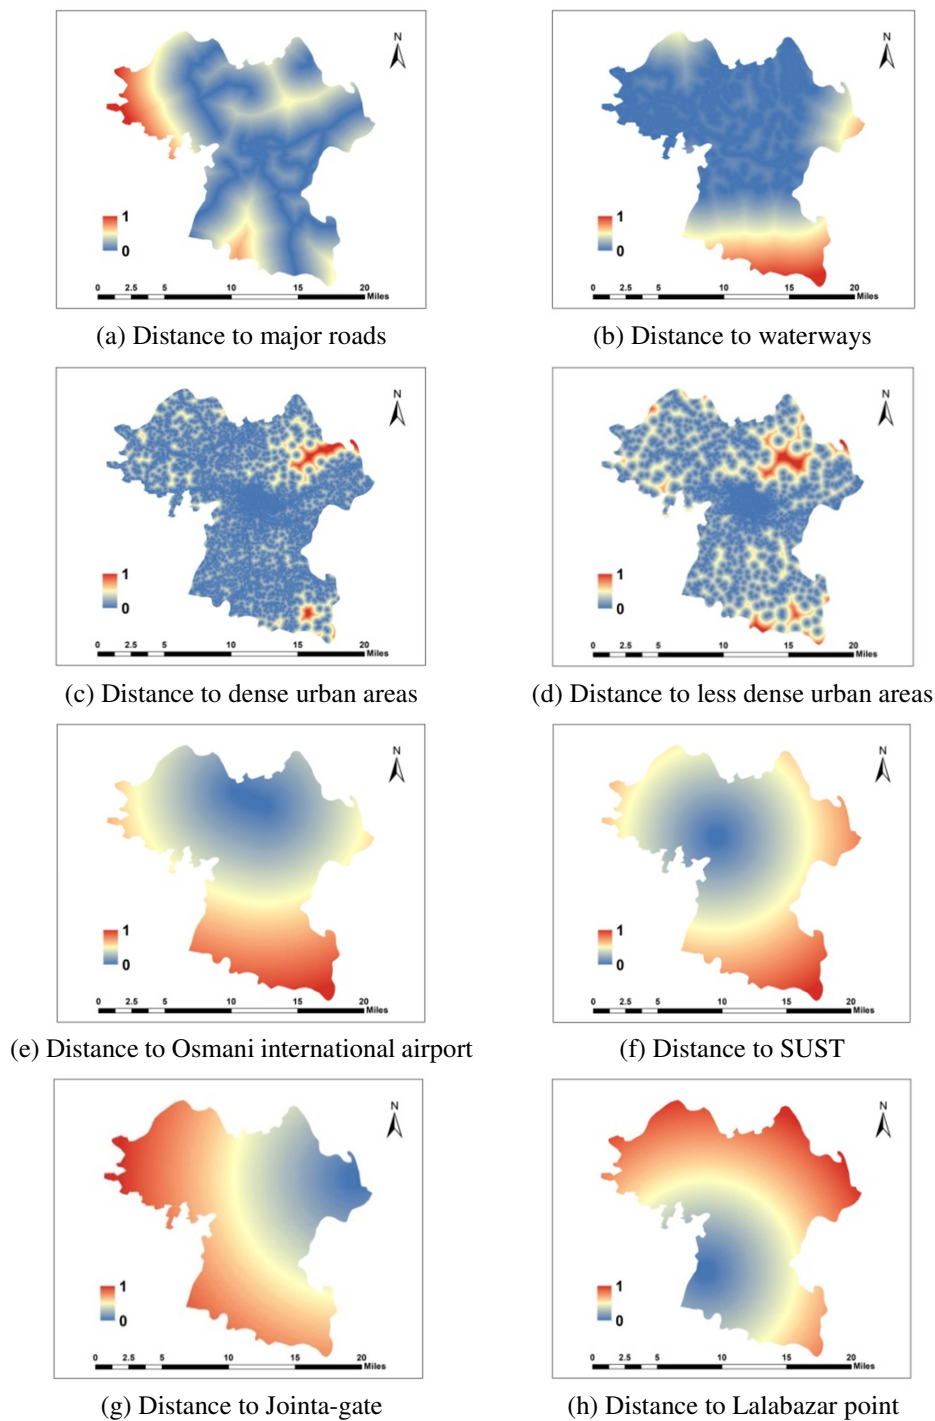 N
N
1
0
1
0
0 2.5 5 10 15 20
Miles
0 2.5 5 10 15 20
Miles
(a) Distance to major roads
(b) Distance to waterways
N
N
1
0
1
0
0 2.5 5 10 15 20
Miles
0 2.5 5 10 15 20
Miles
(c) Distance to dense urban areas
(d) Distance to less dense urban areas
N
N
1
0
1
0
0 2.5 5 10 15 20
Miles
0 2.5 5 10 15 20
Miles
(e) Distance to Osmani international airport
(f) Distance to SUST
N
N
1
0
1
0
0 2.5 5 10 15 20
Miles
0 2.5 5 10 15 20
Miles
(g) Distance to Jointa-gate
(h) Distance to Lalabazar point